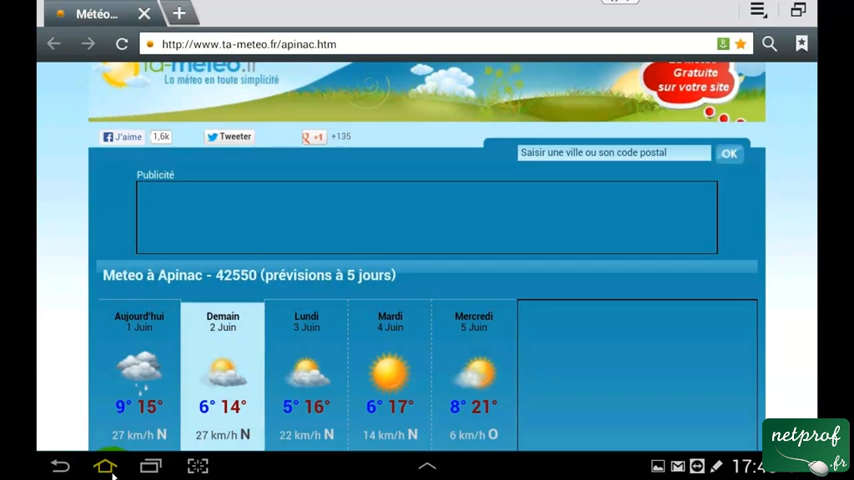 Météo...
http://www.ta-meteo.fr/apinac.htm
ta-meteo.fr
La météo en toute simplicité
Gratuite
sur votre site
J'aime 1,6k Tweeter +1 +135
Saisir une ville ou son code postal OK
Publicité
Meteo à Apinac - 42550 (prévisions à 5 jours)
Aujourd'hui Demain Lundi Mardi Mercredi
1 Juin 2 Juin 3 Juin 4 Juin 5 Juin
9° 15° 6° 14° 5° 16° 6° 17° 8° 21°
27 km/h N 27 km/h N 22 km/h N 14 km/h N 6 km/h O
netprof
.fr